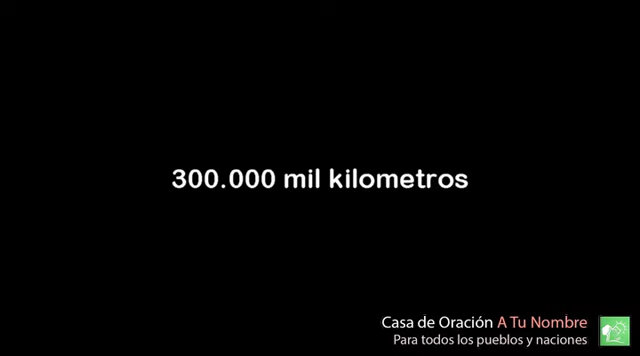 300.000 mil kilometros
Casa de Oración A Tu Nombre
Para todos los pueblos y naciones